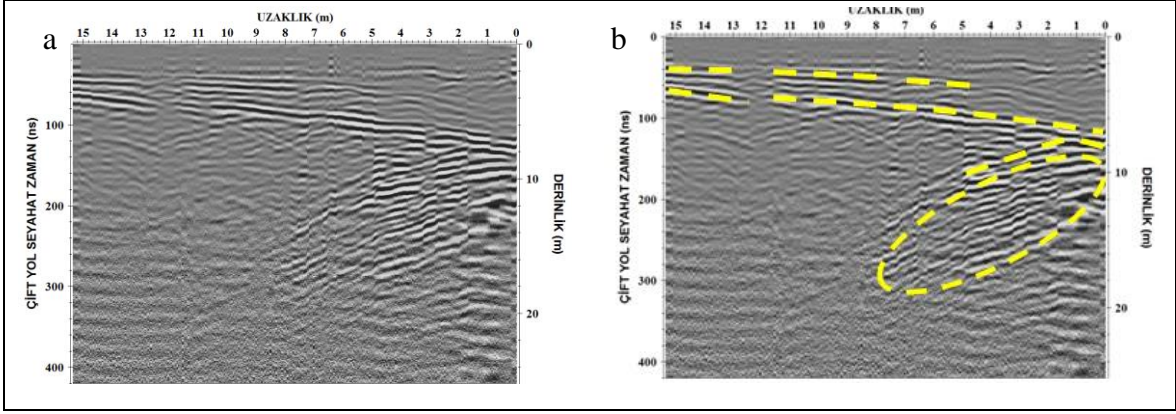 a
UZAKLIK (m)
15 14 13 12 11 10 9 8 7 6 5 4 3 2 1 0
ÇİFT YOL SEYAHAT ZAMAN (ns)
100
200
300
400
0
10
20
DERİNLİK (m)
b
UZAKLIK (m)
15 14 13 12 11 10 9 8 7 6 5 4 3 2 1 0
ÇİFT YOL SEYAHAT ZAMAN (ns)
0
100
200
300
400
0
10
20
DERİNLİK (m)